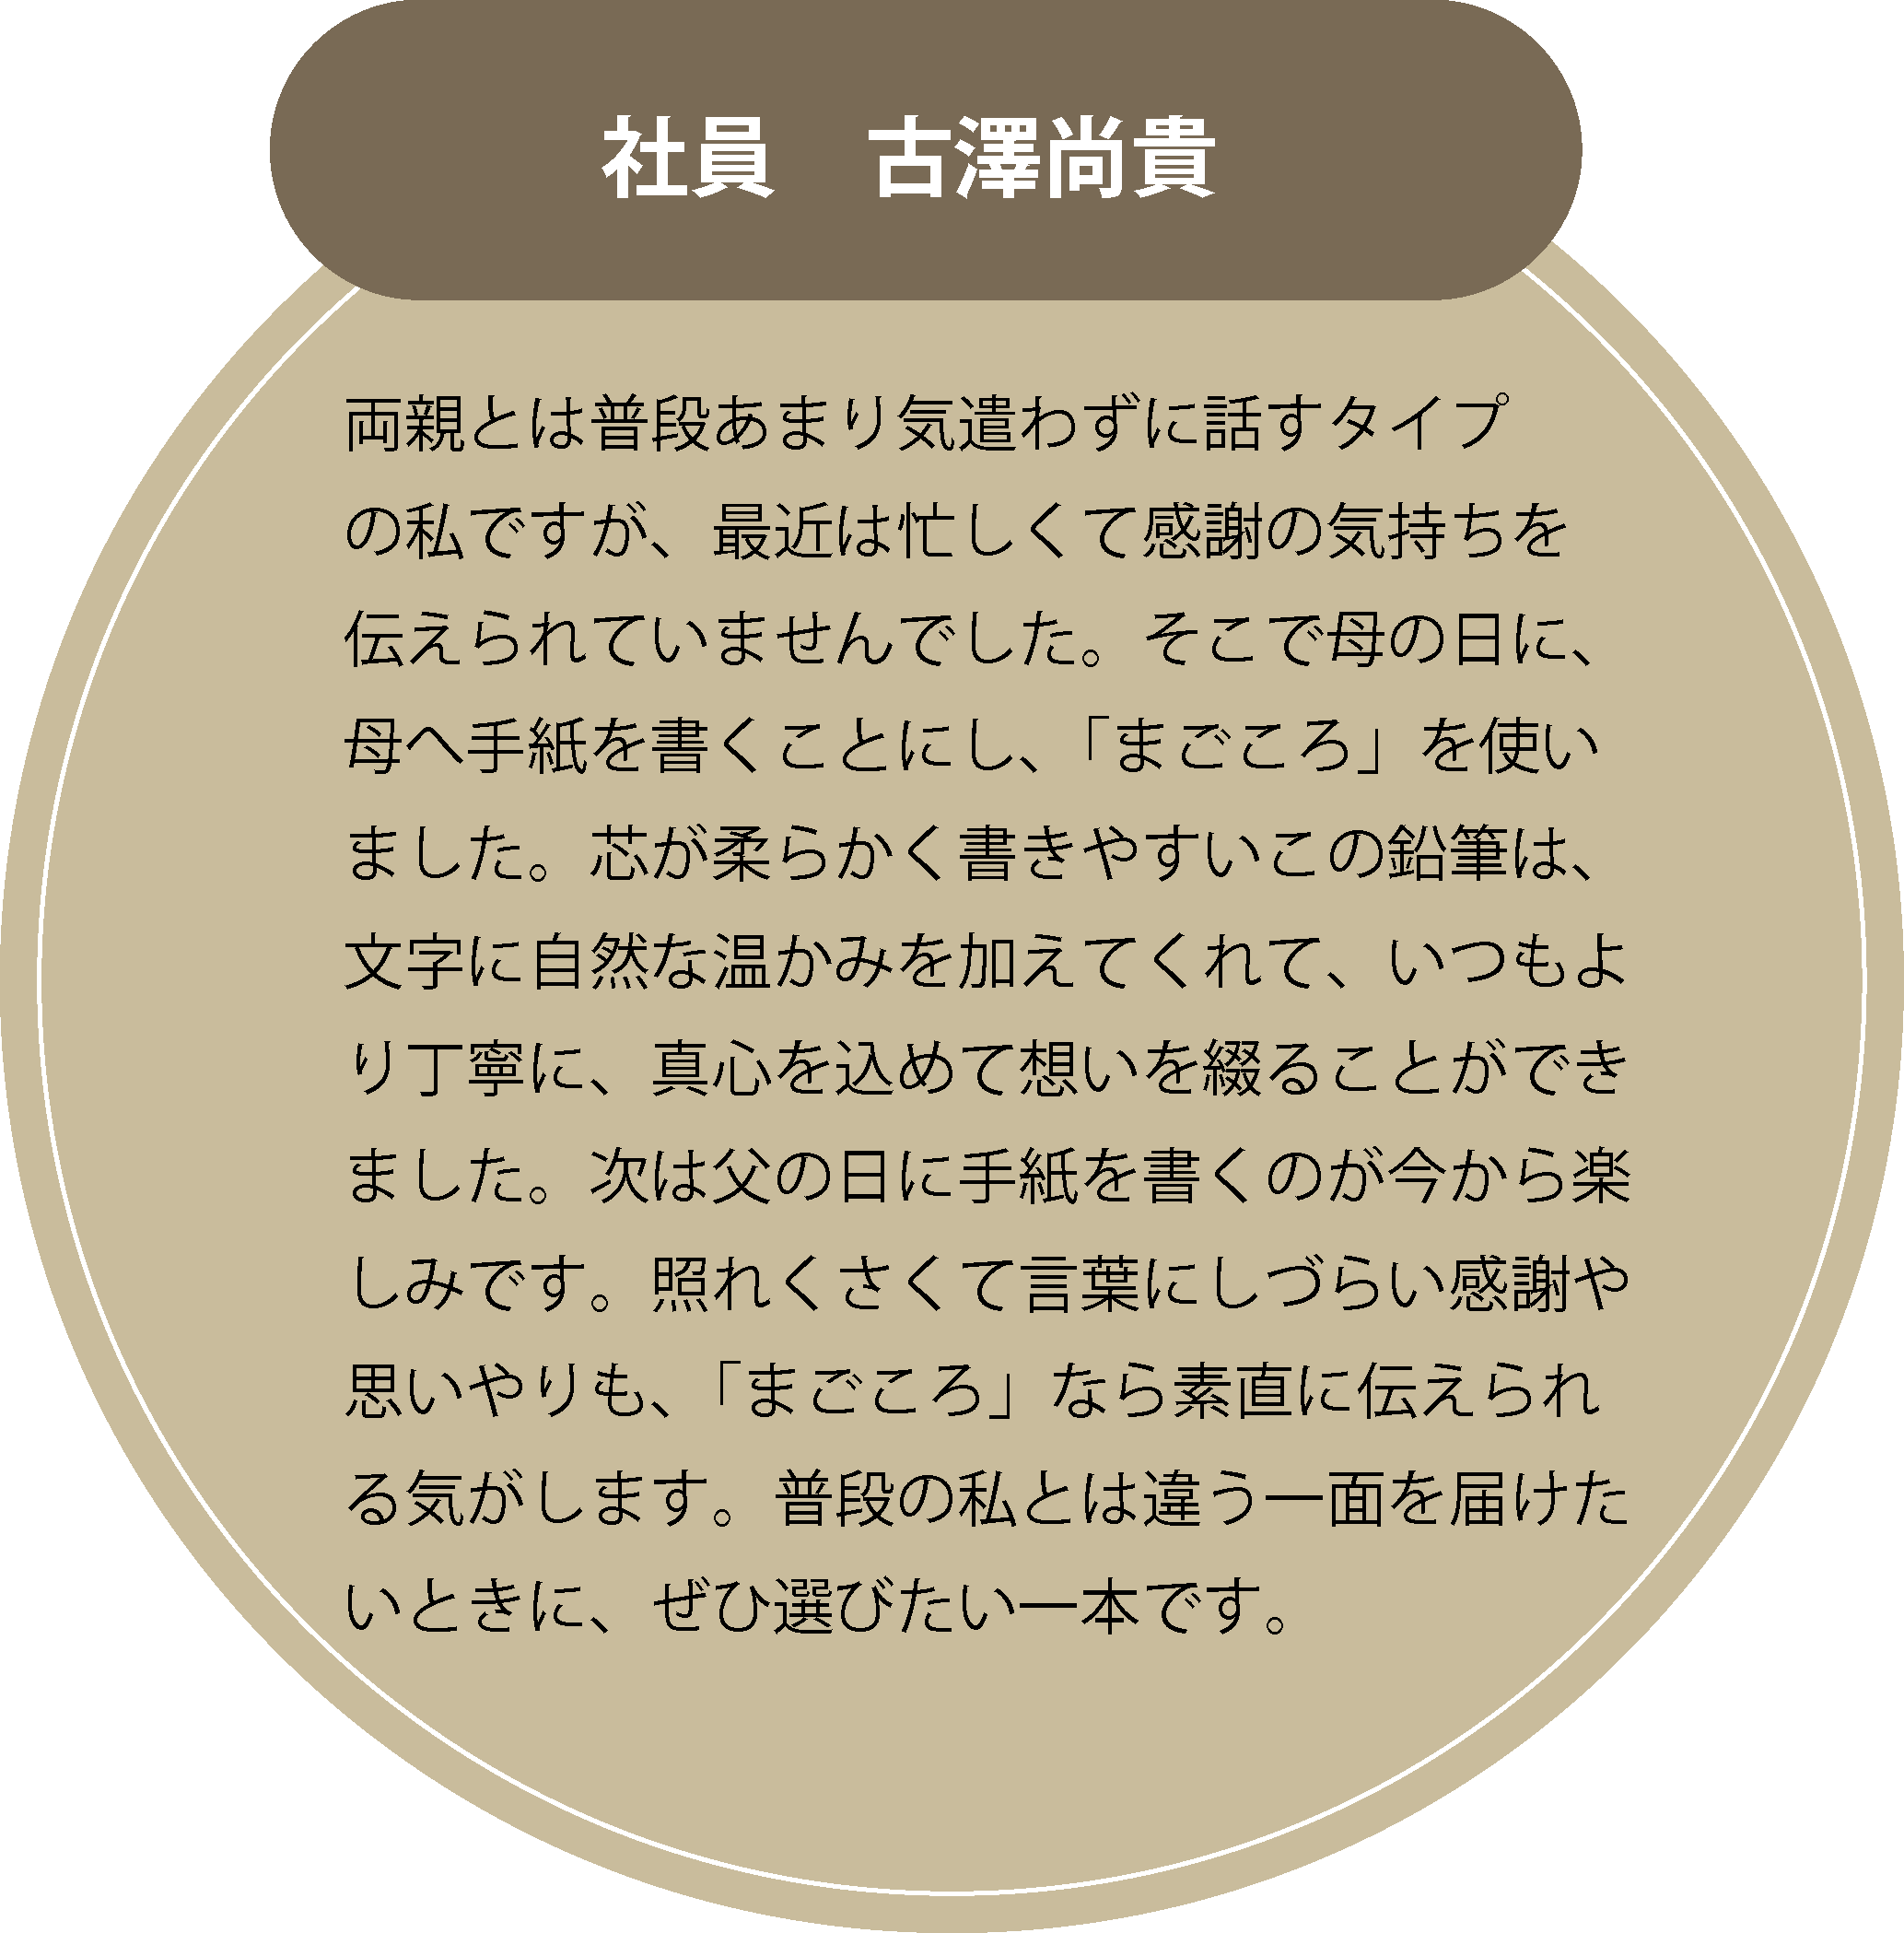 社員　古澤尚貴
両親とは普段あまり気遣わずに話すタイプ
の私ですが、最近は忙しくて感謝の気持ちを
伝えられていませんでした。そこで母の日に、
母へ手紙を書くことにし、「まごころ」を使い
ました。芯が柔らかく書きやすいこの鉛筆は、
文字に自然な温かみを加えてくれて、いつもよ
り丁寧に、真心を込めて想いを綴ることができ
ました。次は父の日に手紙を書くのが今から楽
しみです。照れくさくて言葉にしづらい感謝や
思いやりも、「まごころ」なら素直に伝えられ
る気がします。普段の私とは違う一面を届けた
いときに、ぜひ選びたい一本です。